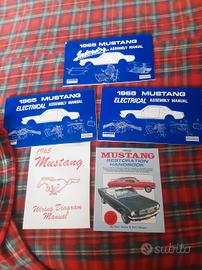 1965 MUSTANG
Interior
ASSEMBLY MANUAL
1965 MUSTANG
ELECTRICAL
ASSEMBLY MANUAL
1965 MUSTANG
ELECTRICAL
ASSEMBLY MANUAL
1965
Mustang
Wiring Diagram
Manual
MUSTANG
RESTORATION
HANDBOOK
subito